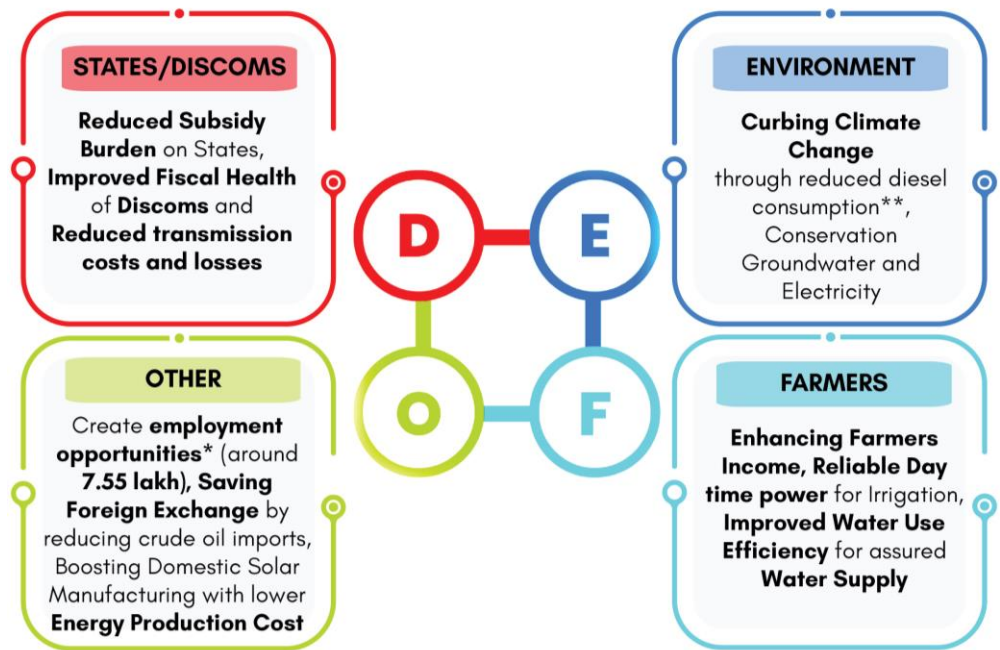 STATES/DISCOMS
Reduced Subsidy
Burden on States,
Improved Fiscal Health
of Discoms and
Reduced transmission
costs and losses
ENVIRONMENT
Curbing Climate
Change
through reduced diesel
consumption**,
Conservation
Groundwater and
Electricity
D
E
O
F
OTHER
Create employment
opportunities* (around
7.55 lakh), Saving
Foreign Exchange by
reducing crude oil imports,
Boosting Domestic Solar
Manufacturing with lower
Energy Production Cost
FARMERS
Enhancing Farmers
Income, Reliable Day
time power for Irrigation,
Improved Water Use
Efficiency for assured
Water Supply